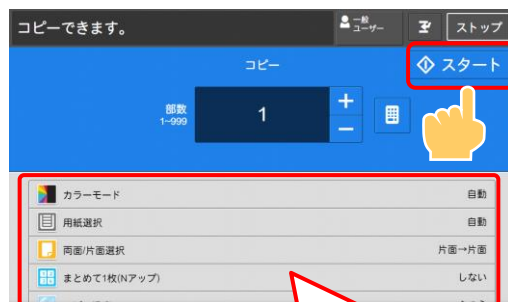 コピーできます。
一般
ユーザー
ストップ
コピー
スタート
部数
1~999
1
カラーモード 自動
用紙選択 自動
両面/片面選択 片面→片面
まとめて1枚(Nアップ) しない